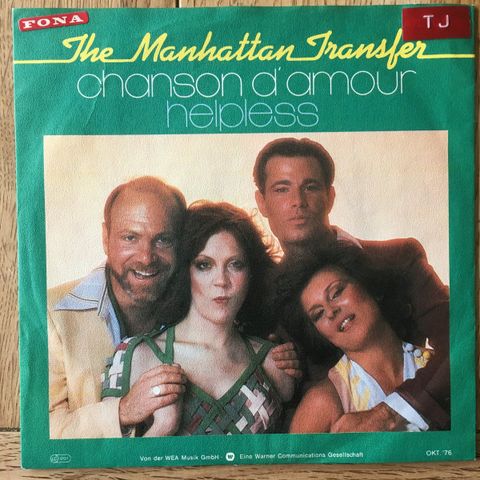 FONA
TJ
The Manhattan Transfer
chanson d'amour
helpless
Von der WEA Musik GmbH - W Eine Warner Communications Gesellschaft
OKT. '76